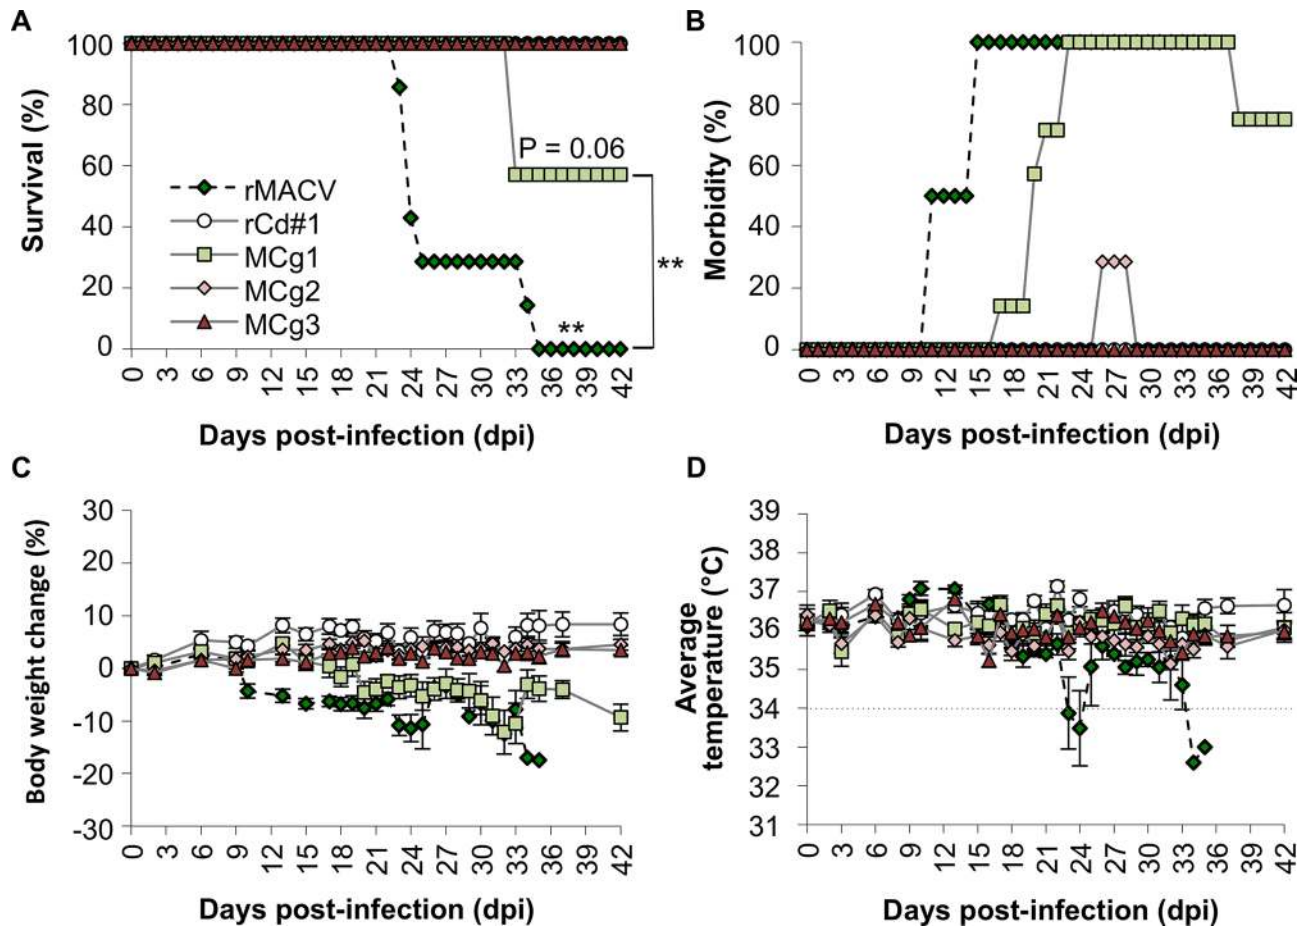 A
Survival (%)
100
80
60
40
20
0
P = 0.06
**
**
rMACV
rCd#1
MCg1
MCg2
MCg3
0 3 6 9 12 15 18 21 24 27 30 33 36 39 42
Days post-infection (dpi)
B
Morbidity (%)
100
80
60
40
20
0
0 3 6 9 12 15 18 21 24 27 30 33 36 39 42
Days post-infection (dpi)
C
Body weight change (%)
30
20
10
0
-10
-20
-30
0 3 6 9 12 15 18 21 24 27 30 33 36 39 42
Days post-infection (dpi)
D
Average
temperature (°C)
39
38
37
36
35
34
33
32
31
0 3 6 9 12 15 18 21 24 27 30 33 36 39 42
Days post-infection (dpi)